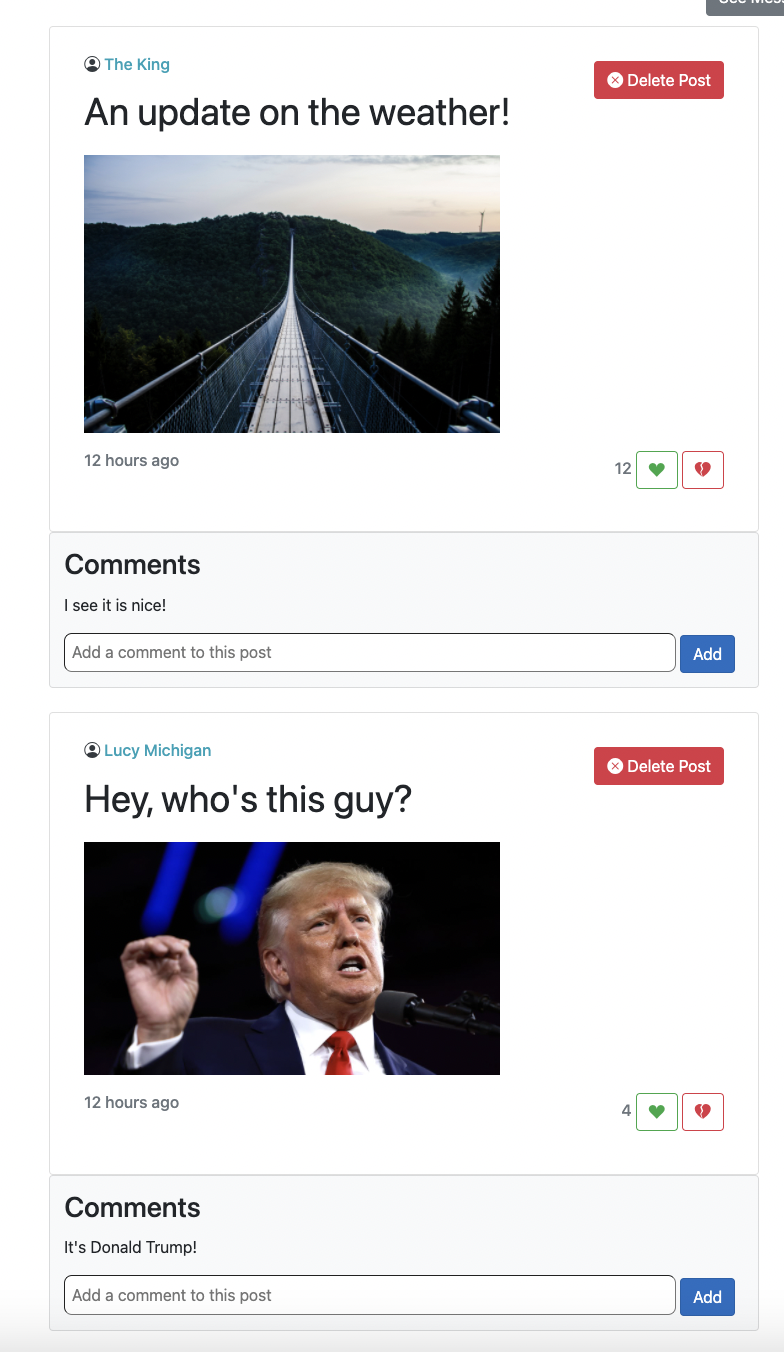 The King
Delete Post
An update on the weather!
12 hours ago
12
Comments
I see it is nice!
Add a comment to this post
Add
Lucy Michigan
Delete Post
Hey, who's this guy?
12 hours ago
4
Comments
It's Donald Trump!
Add a comment to this post
Add